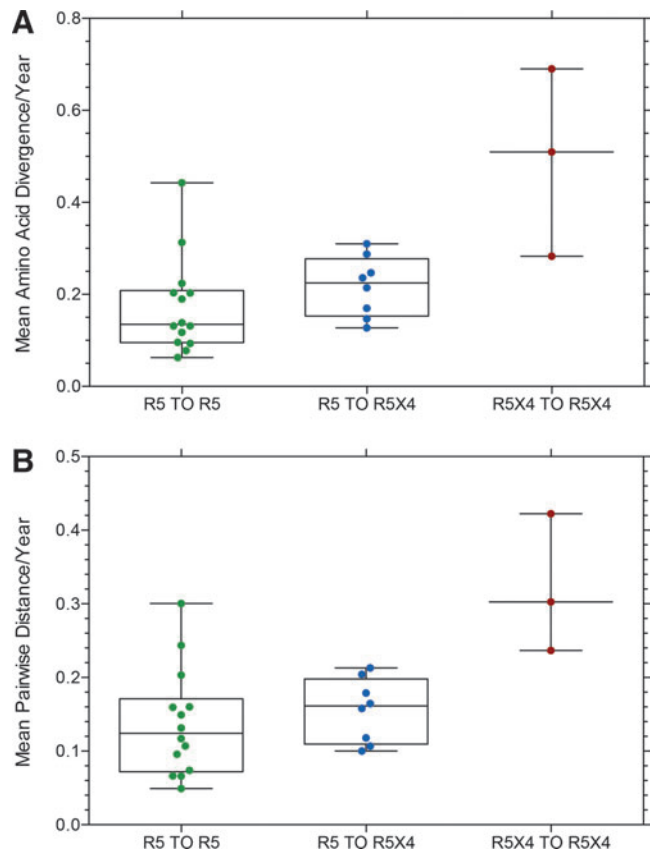 A
Mean Amino Acid Divergence/Year
0.8
0.6
0.4
0.2
0.0
R5 TO R5
R5 TO R5X4
R5X4 TO R5X4
B
Mean Pairwise Distance/Year
0.5
0.4
0.3
0.2
0.1
0.0
R5 TO R5
R5 TO R5X4
R5X4 TO R5X4